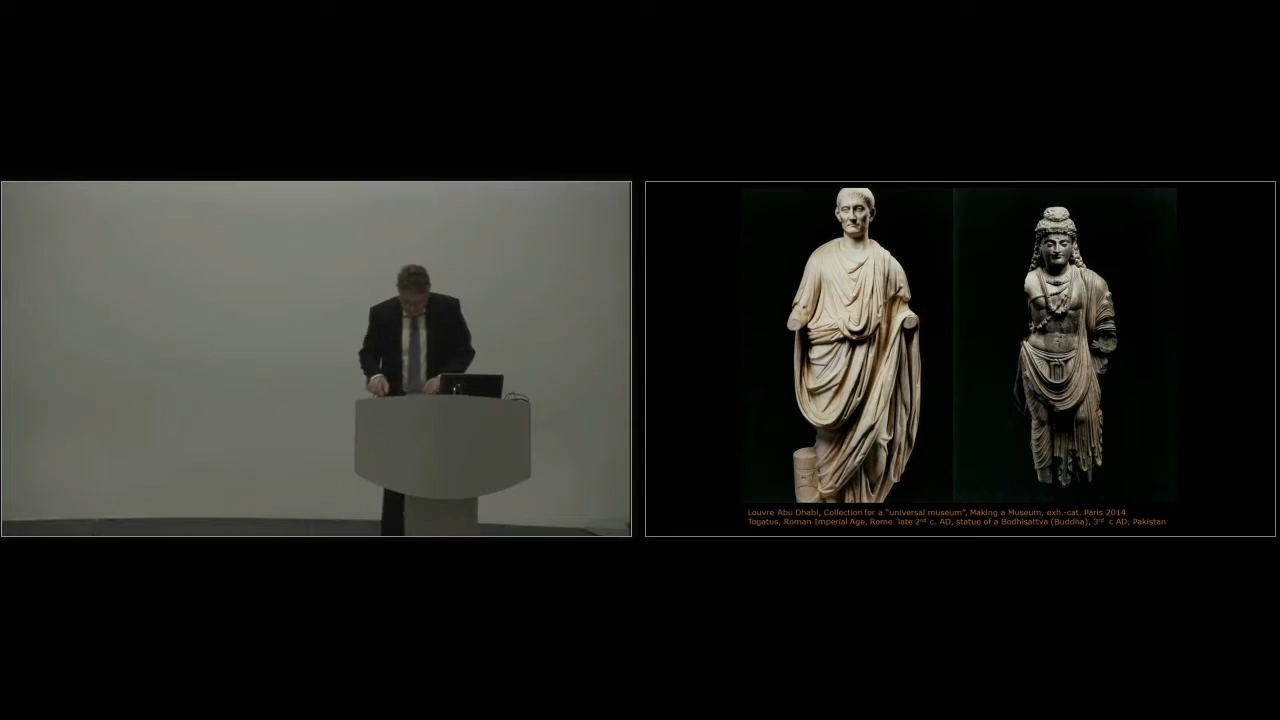 Louvre Abu Dhabi, Collection for a “universal museum”, Making a Museum, exh.-cat. Paris 2014
Togatus, Roman Imperial Age, Rome late 2nd c. AD, statue of a Bodhisattva (Buddha), 3rd c AD, Pakistan